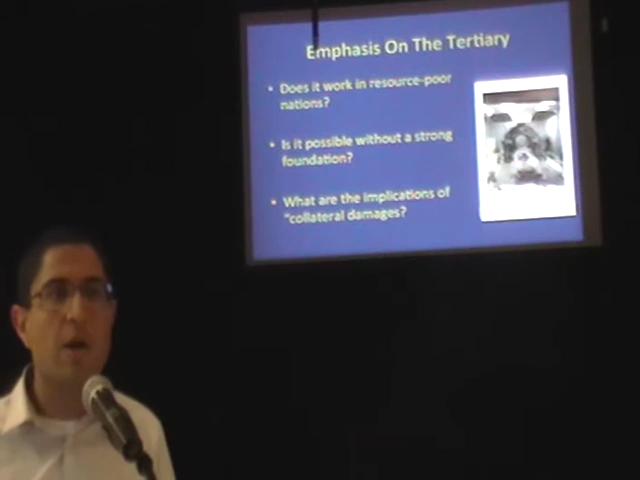 Emphasis On The Tertiary
• Does it work in resource-poor
nations?
• Is it possible without a strong
foundation?
• What are the implications of
"collateral damages?